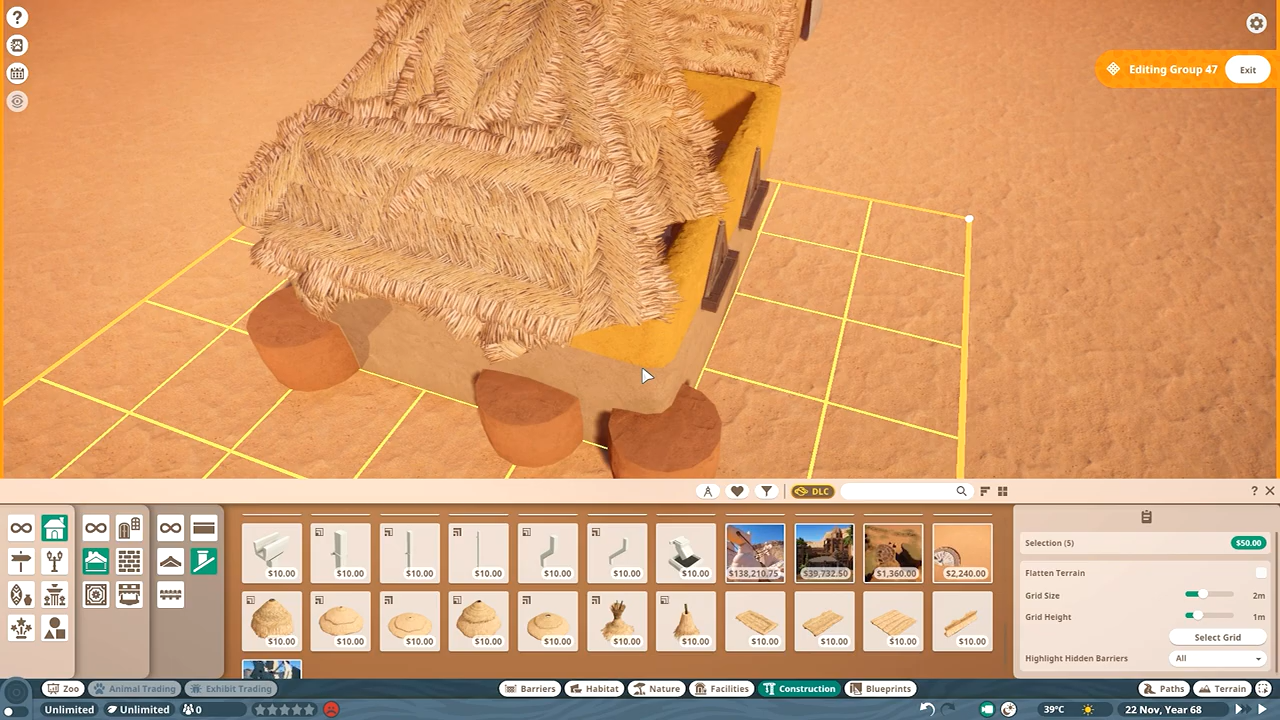 ?
Editing Group 47
Exit
DLC
? ×
$10.00 $10.00 $10.00 $10.00 $10.00 $10.00 $10.00 $138,210.75 $39,732.50 $1,360.00 $2,240.00
$10.00 $10.00 $10.00 $10.00 $10.00 $10.00 $10.00 $10.00 $10.00 $10.00 $10.00
Selection (5) $50.00
Flatten Terrain
Grid Size 2m
Grid Height 1m
Select Grid
Highlight Hidden Barriers All
Zoo Animal Trading Exhibit Trading Barriers Habitat Nature Facilities Construction Blueprints Paths Terrain
Unlimited Unlimited 0 39°C 22 Nov, Year 68